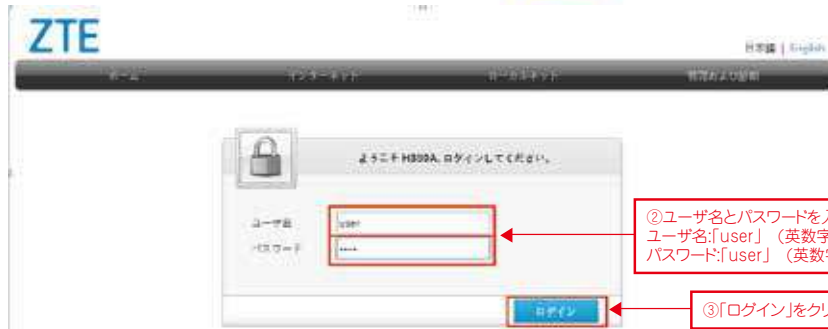 ZTE
日本語 | English
ホーム インターネット ローカルネット 管理および診断
ようこそ H
A、ログインしてください。
ユーザ名 user
パスワード ••••
②ユーザ名とパスワードを入
ユーザ名:「user」 (英数字
パスワード:「user」 (英数字
ログイン
③「ログイン」をクリ